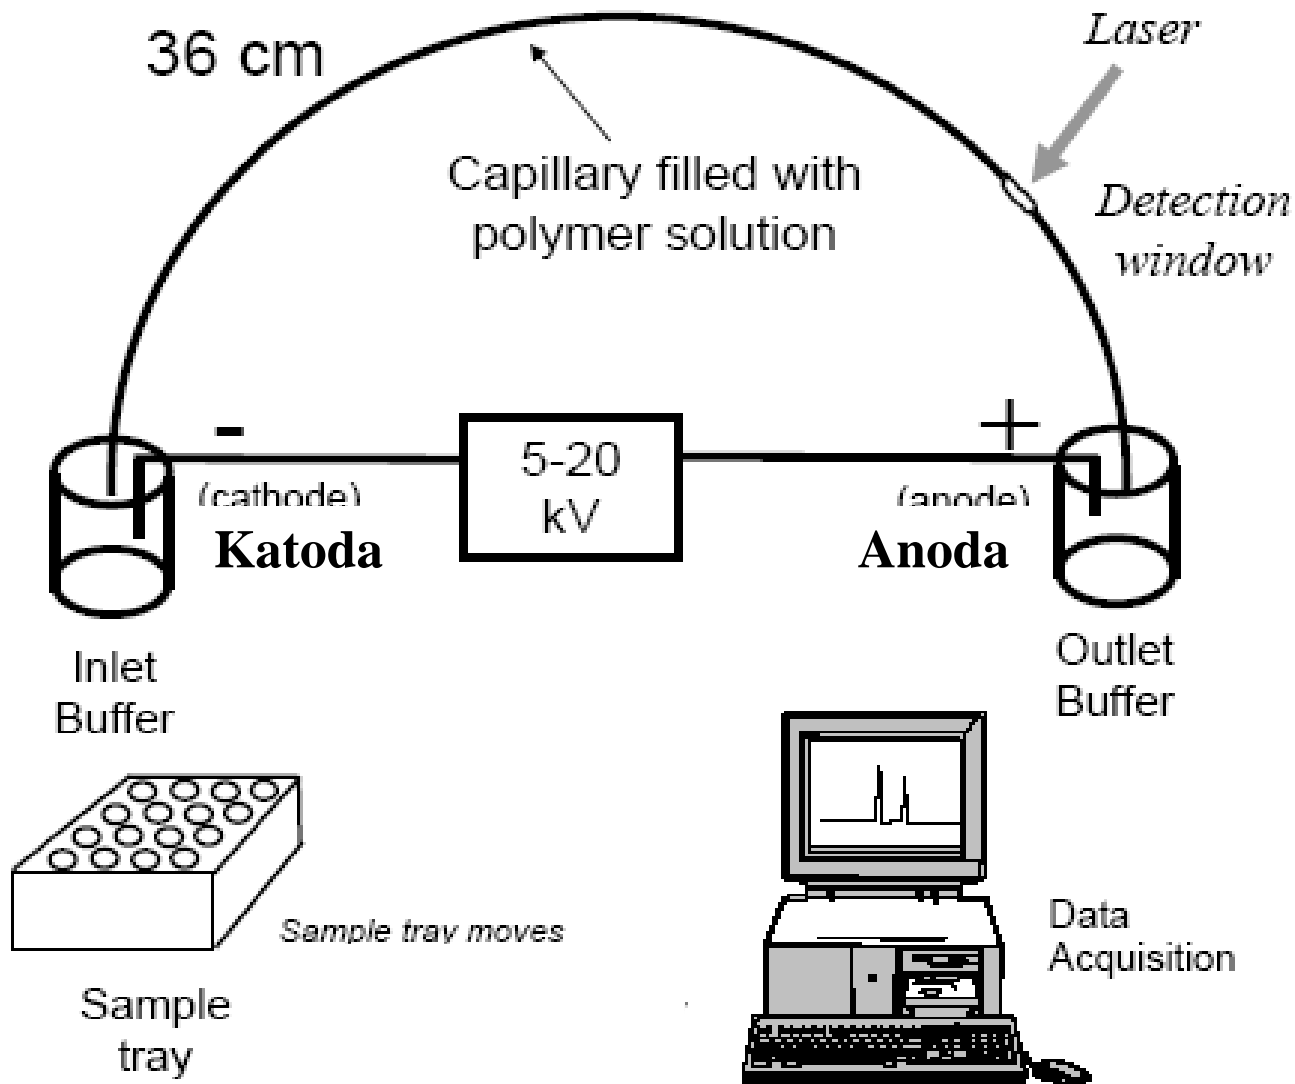 36 cm
Laser
Capillary filled with
polymer solution
Detection
window
-
+
5-20
kV
(cathode)
(anode)
Katoda
Anoda
Inlet
Buffer
Outlet
Buffer
Sample tray moves
Sample
tray
Data
Acquisition